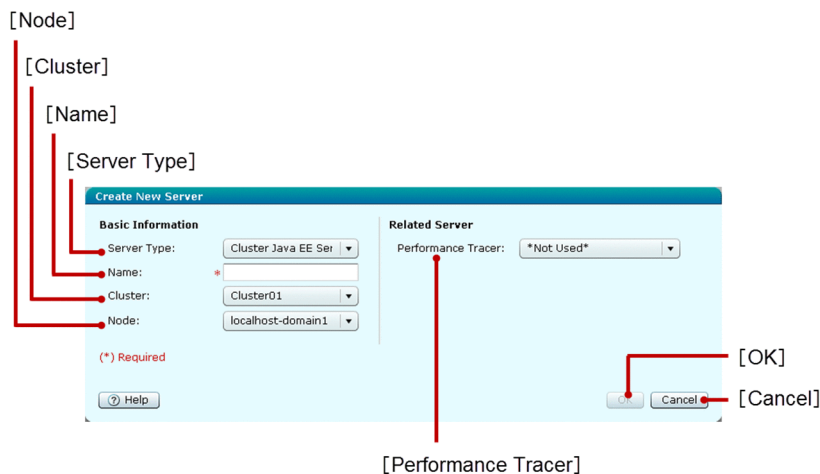 [Node]
[Cluster]
[Name]
[Server Type]
Create New Server
Basic Information
Server Type: Cluster Java EE Ser
Name: *
Cluster: Cluster01
Node: localhost-domain1
(*) Required
Related Server
Performance Tracer: *Not Used*
? Help
OK
Cancel
[OK]
[Cancel]
[Performance Tracer]